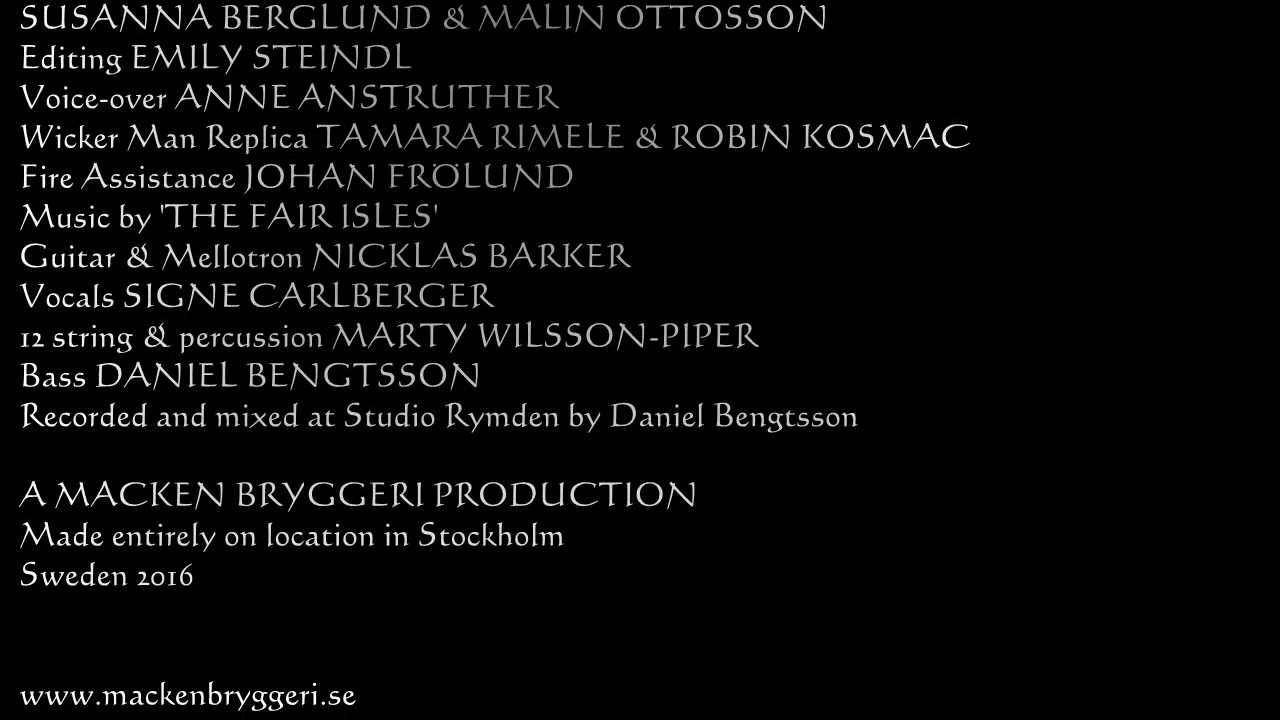 SUSANNA BERGLUND & MALIN OTTOSSON
Editing EMILY STEINDL
Voice-over ANNE ANSTRUTHER
Wicker Man Replica TAMARA RIMELE & ROBIN KOSMAC
Fire Assistance JOHAN FRÖLUND
Music by 'THE FAIR ISLES'
Guitar & Mellotron NICKLAS BARKER
Vocals SIGNE CARLBERGER
12 string & percussion MARTY WILSSON-PIPER
Bass DANIEL BENGTSSON
Recorded and mixed at Studio Rymden by Daniel Bengtsson
A MACKEN BRYGGERI PRODUCTION
Made entirely on location in Stockholm
Sweden 2016
www.mackenbryggeri.se